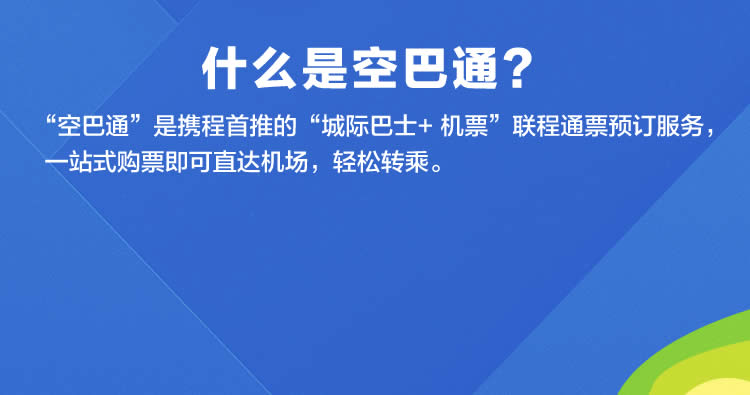 什么是空巴通?
“空巴通”是携程首推的“城际巴士+ 机票”联程通票预订服务，
一站式购票即可直达机场，轻松转乘。